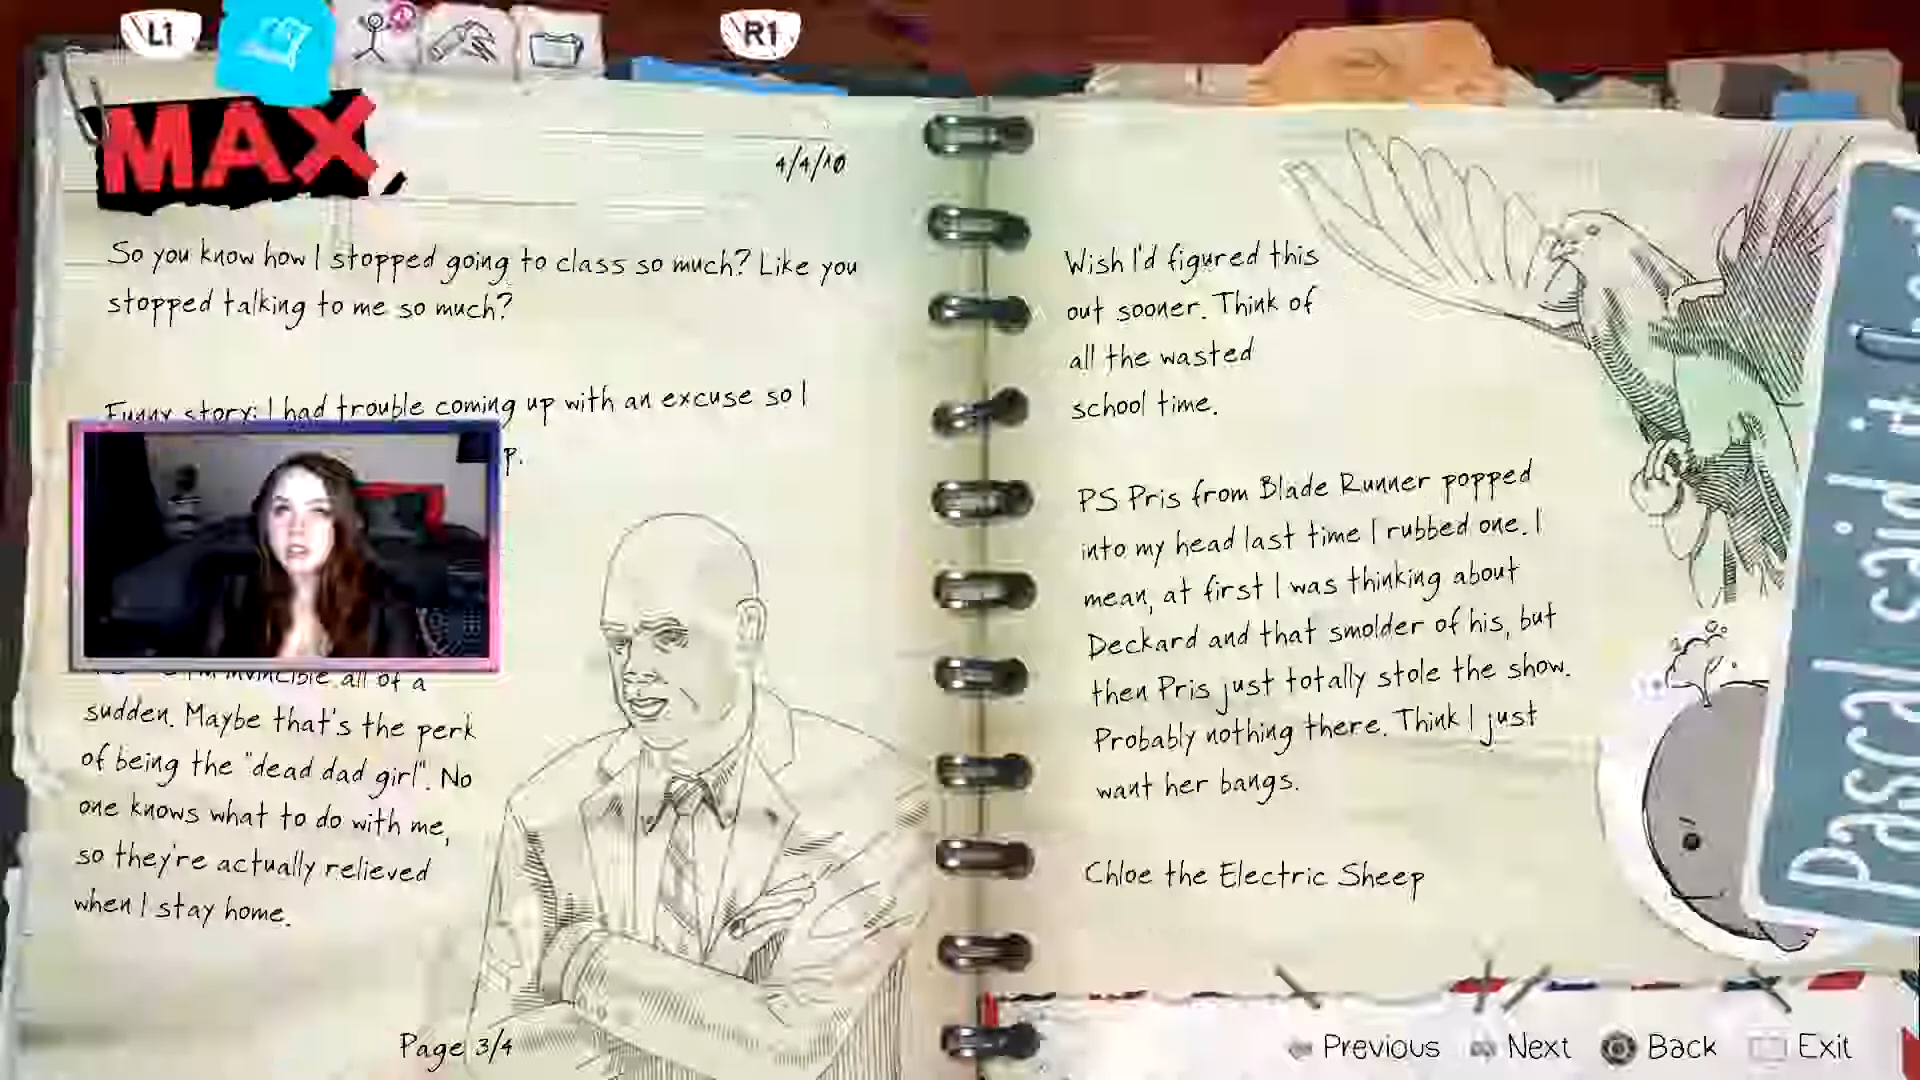 L1
R1
MAX
4/4/10
So you know how I stopped going to class so much? Like you
stopped talking to me so much?
Funny story: I had trouble coming up with an excuse so I
p.
invincible all of a
sudden. Maybe that's the perk
of being the "dead dad girl". No
one knows what to do with me,
so they're actually relieved
when I stay home.
Page 3/4
Wish I'd figured this
out sooner. Think of
all the wasted
school time.
PS Pris from Blade Runner popped
into my head last time I rubbed one. I
mean, at first I was thinking about
Deckard and that smolder of his, but
then Pris just totally stole the show.
Probably nothing there. Think I just
want her bangs.
Chloe the Electric Sheep
Pascal said it
Previous
Next
Back
Exit